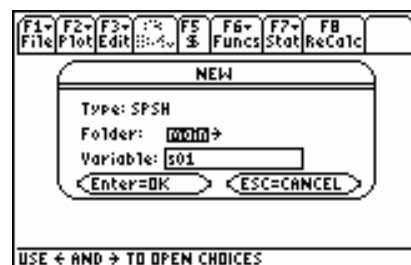 F1 F2 F3 F5 F6 F7 F8
File Plot Edit $ Funcs Stat ReCalc
NEW
Type: SPSH
Folder: main→
Variable: s01
Enter=OK ESC=CANCEL
USE ← AND → TO OPEN CHOICES